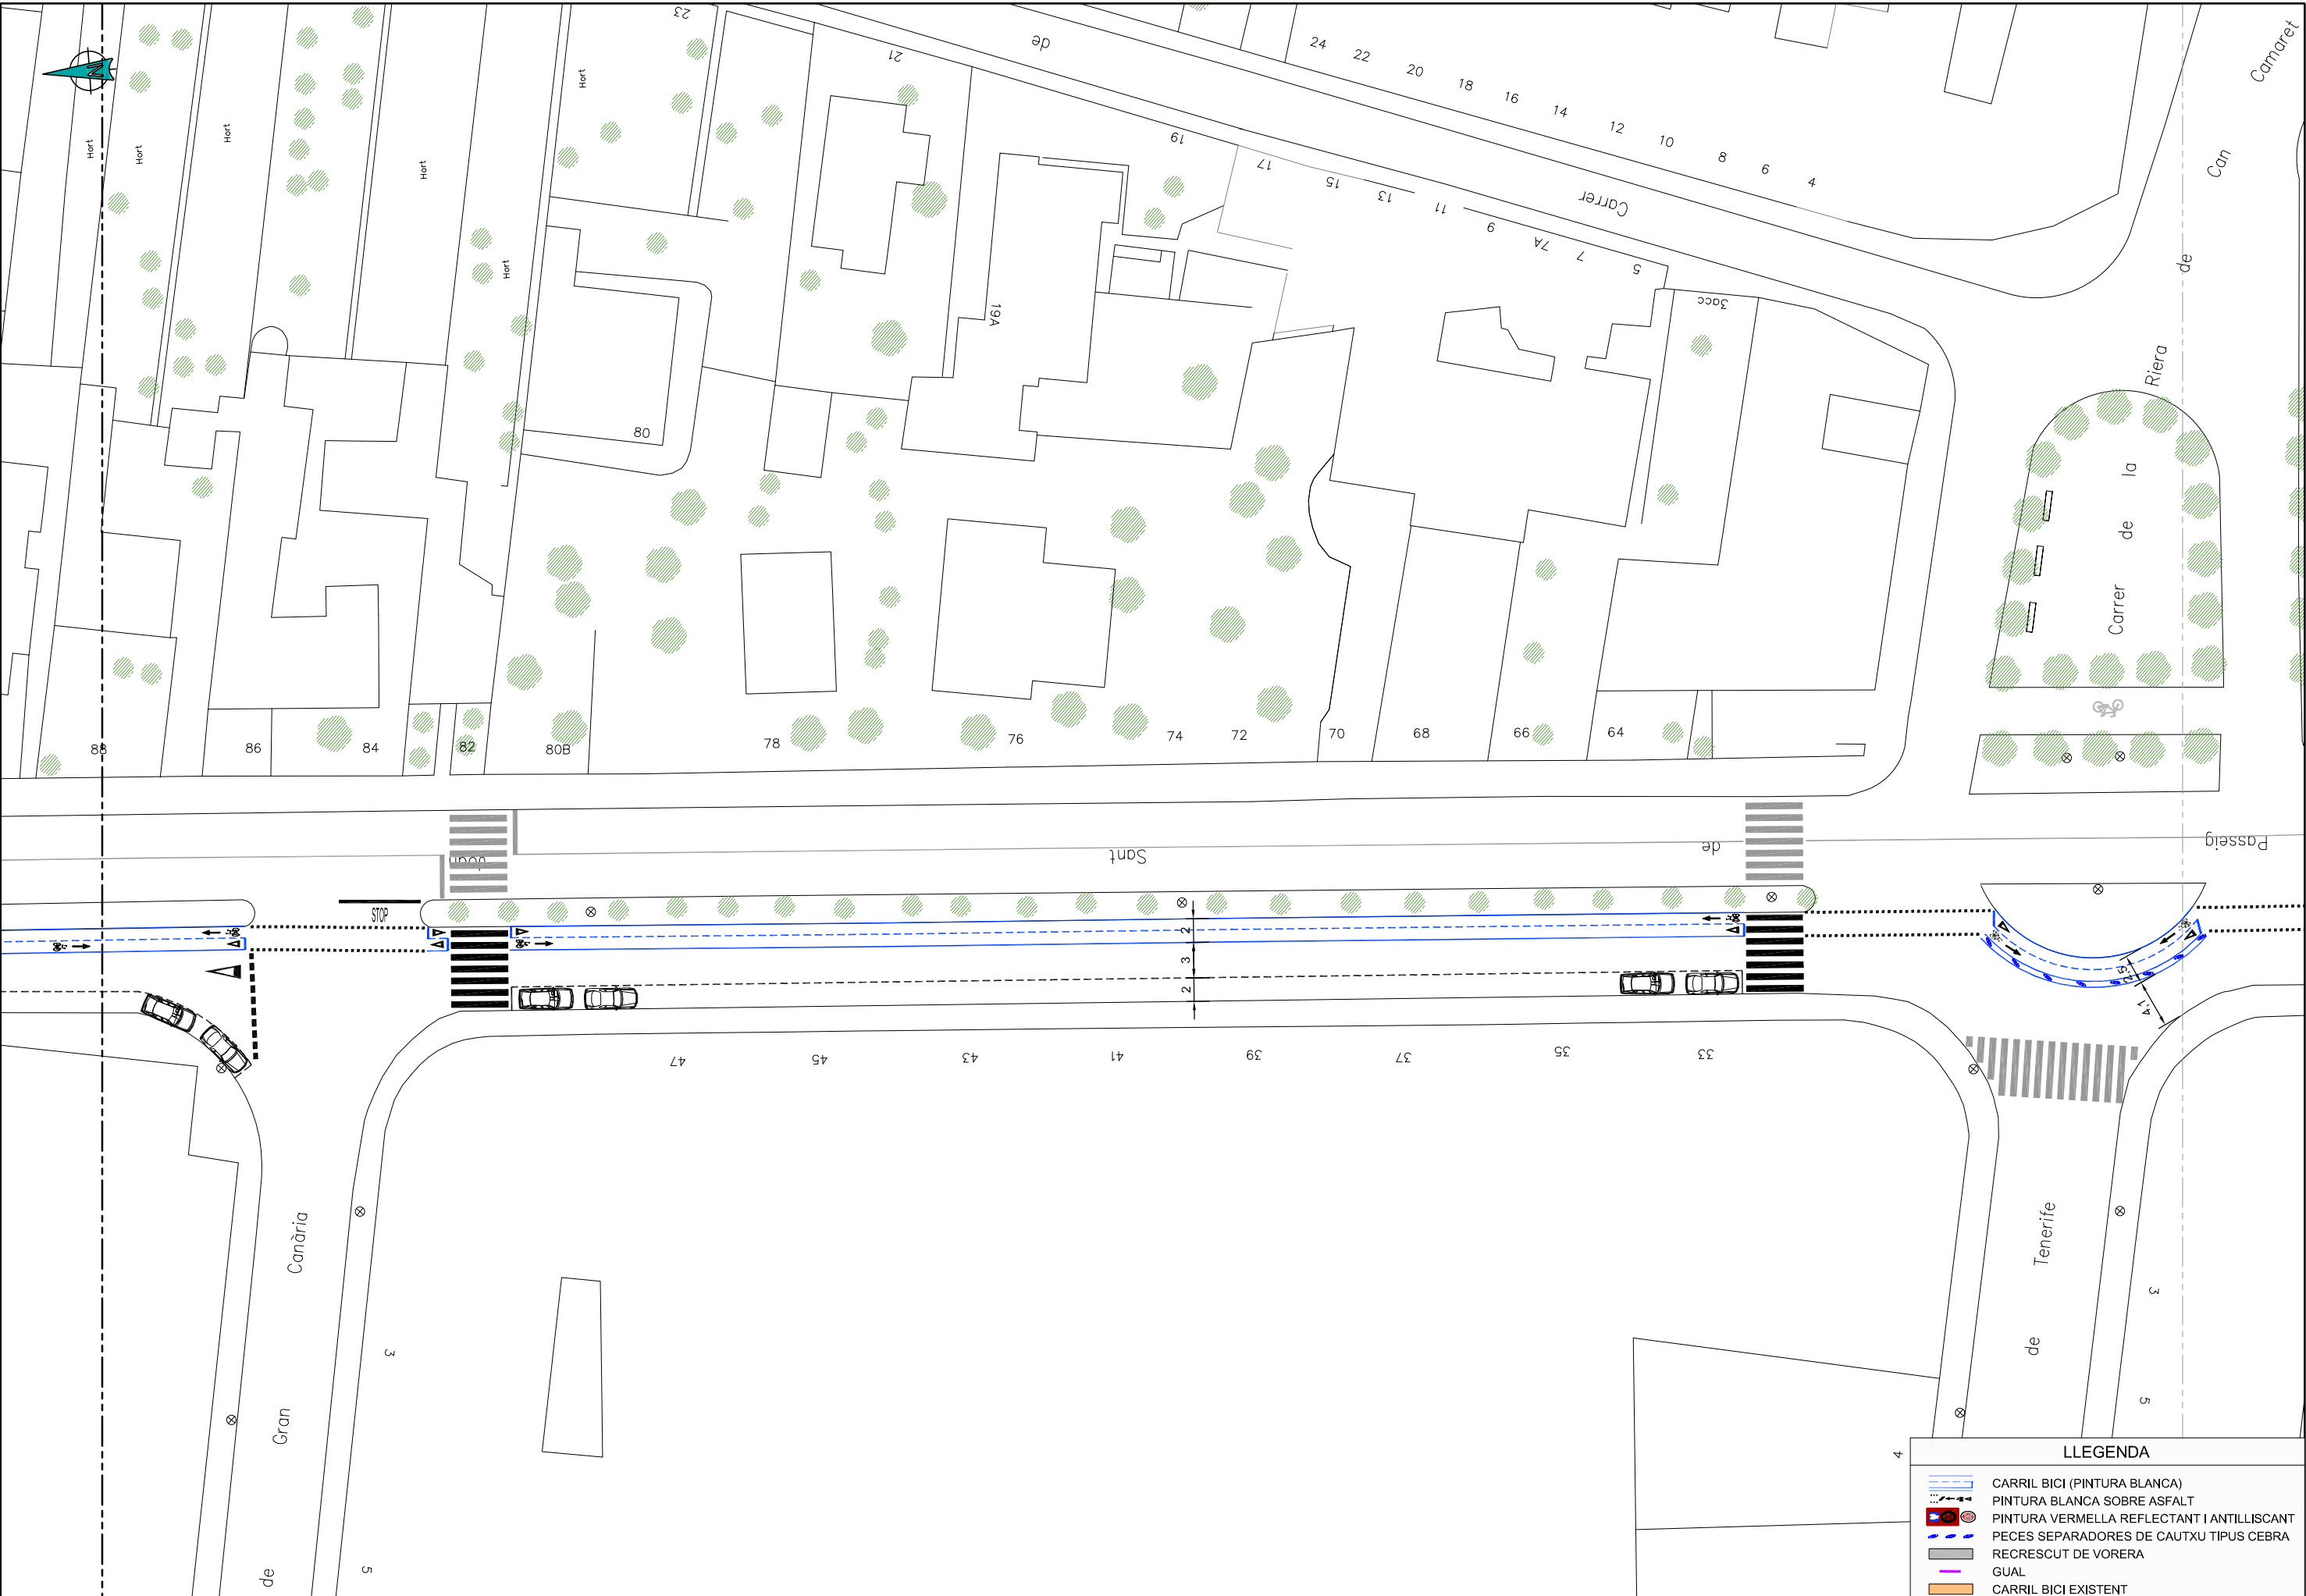 N
23
21
de
24 22 20 18 16 14 12 10 8 6 4
Camaret
Can
de
Riera
la
de
Carrer
Hort
Hort
Hort
Hort
Hort
Hort
19
17
15
13
11
9
7A
7
5
Carrer
3acc
19A
80
88 86 84 82 80B 78 76 74 72 70 68 66 64
Passeig
de
Sant
STOP
2
3
2
4,1
47 45 43 41 39 37 35 33
Canària
Gran
de
3
5
Tenerife
de
3
5
4
LLEGENDA
CARRIL BICI (PINTURA BLANCA)
PINTURA BLANCA SOBRE ASFALT
PINTURA VERMELLA REFLECTANT I ANTILLISCANT
PECES SEPARADORES DE CAUTXU TIPUS CEBRA
RECRESCUT DE VORERA
GUAL
CARRIL BICI EXISTENT